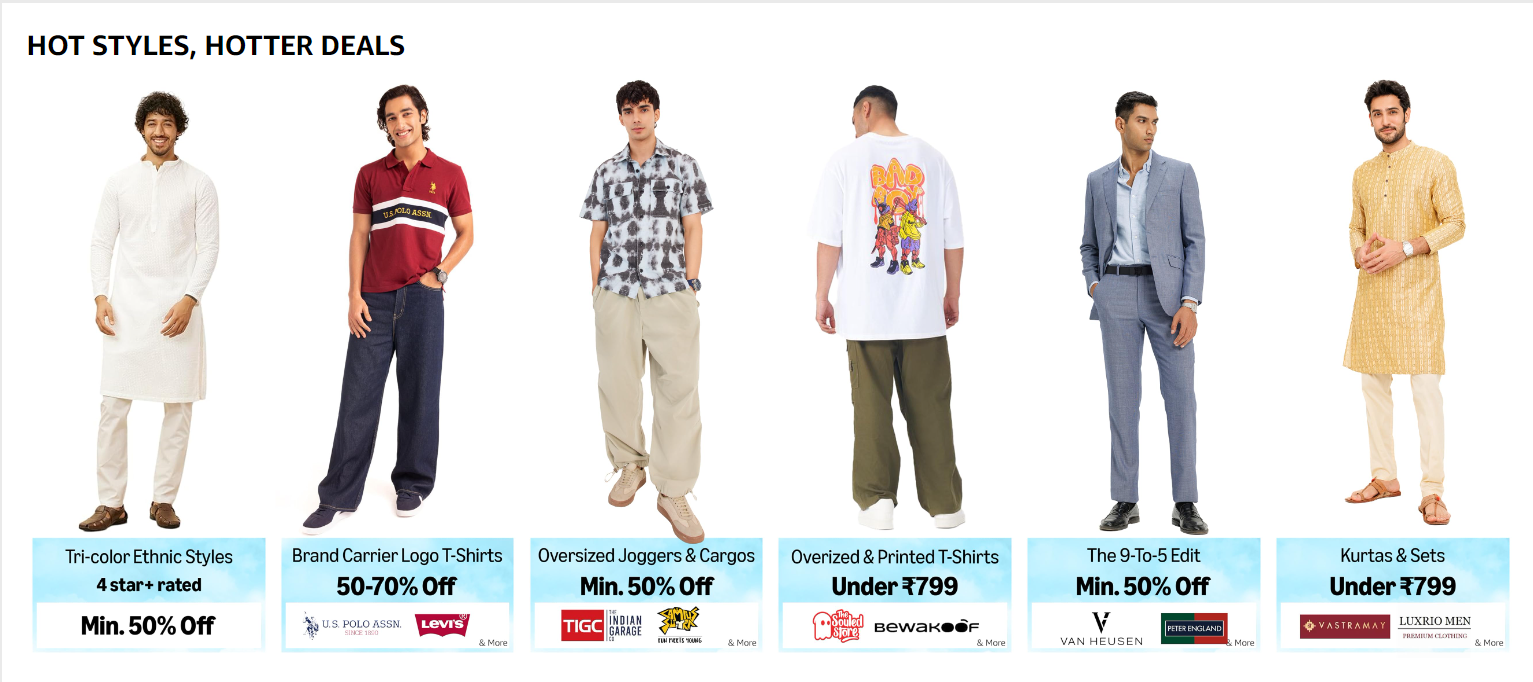 HOT STYLES, HOTTER DEALS
U.S. POLO ASSN.
BAD
BOY
Tri-color Ethnic Styles
4 star+ rated
Min. 50% Off
Brand Carrier Logo T-Shirts
50-70% Off
U.S. POLO ASSN.
SINCE 1890
LEVI'S
& More
Oversized Joggers & Cargos
Min. 50% Off
TIGC
THE
INDIAN
GARAGE
CO
FUN MEETS YOUNG
& More
Overized & Printed T-Shirts
Under ₹799
The
Souled
Store
BEWAKOOF
& More
The 9-To-5 Edit
Min. 50% Off
VAN HEUSEN
PETER ENGLAND
& More
Kurtas & Sets
Under ₹799
VASTRAMAY
LUXRIO MEN
PREMIUM CLOTHING
& More